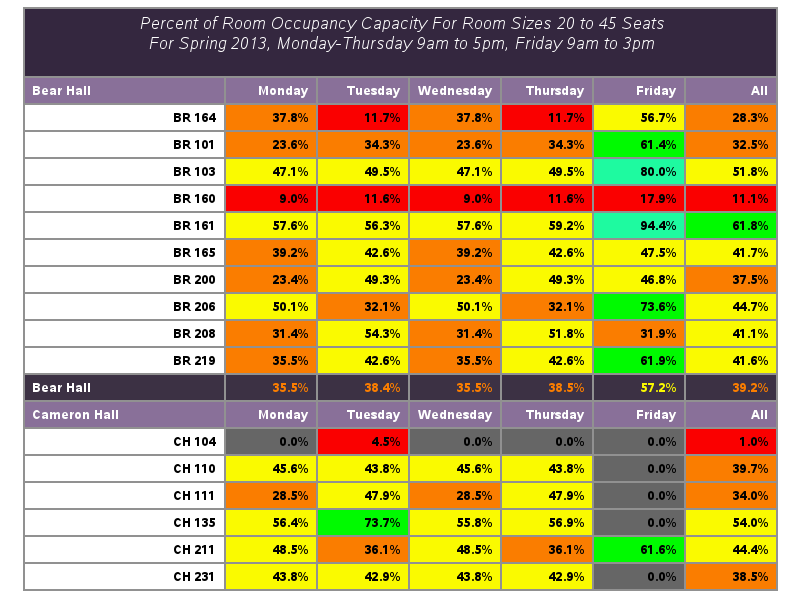 Percent of Room Occupancy Capacity For Room Sizes 20 to 45 Seats
For Spring 2013, Monday-Thursday 9am to 5pm, Friday 9am to 3pm
Bear Hall Monday Tuesday Wednesday Thursday Friday All
BR 164 37.8% 11.7% 37.8% 11.7% 56.7% 28.3%
BR 101 23.6% 34.3% 23.6% 34.3% 61.4% 32.5%
BR 103 47.1% 49.5% 47.1% 49.5% 80.0% 51.8%
BR 160 9.0% 11.6% 9.0% 11.6% 17.9% 11.1%
BR 161 57.6% 56.3% 57.6% 59.2% 94.4% 61.8%
BR 165 39.2% 42.6% 39.2% 42.6% 47.5% 41.7%
BR 200 23.4% 49.3% 23.4% 49.3% 46.8% 37.5%
BR 206 50.1% 32.1% 50.1% 32.1% 73.6% 44.7%
BR 208 31.4% 54.3% 31.4% 51.8% 31.9% 41.1%
BR 219 35.5% 42.6% 35.5% 42.6% 61.9% 41.6%
Bear Hall 35.5% 38.4% 35.5% 38.5% 57.2% 39.2%
Cameron Hall Monday Tuesday Wednesday Thursday Friday All
CH 104 0.0% 4.5% 0.0% 0.0% 0.0% 1.0%
CH 110 45.6% 43.8% 45.6% 43.8% 0.0% 39.7%
CH 111 28.5% 47.9% 28.5% 47.9% 0.0% 34.0%
CH 135 56.4% 73.7% 55.8% 56.9% 0.0% 54.0%
CH 211 48.5% 36.1% 48.5% 36.1% 61.6% 44.4%
CH 231 43.8% 42.9% 43.8% 42.9% 0.0% 38.5%